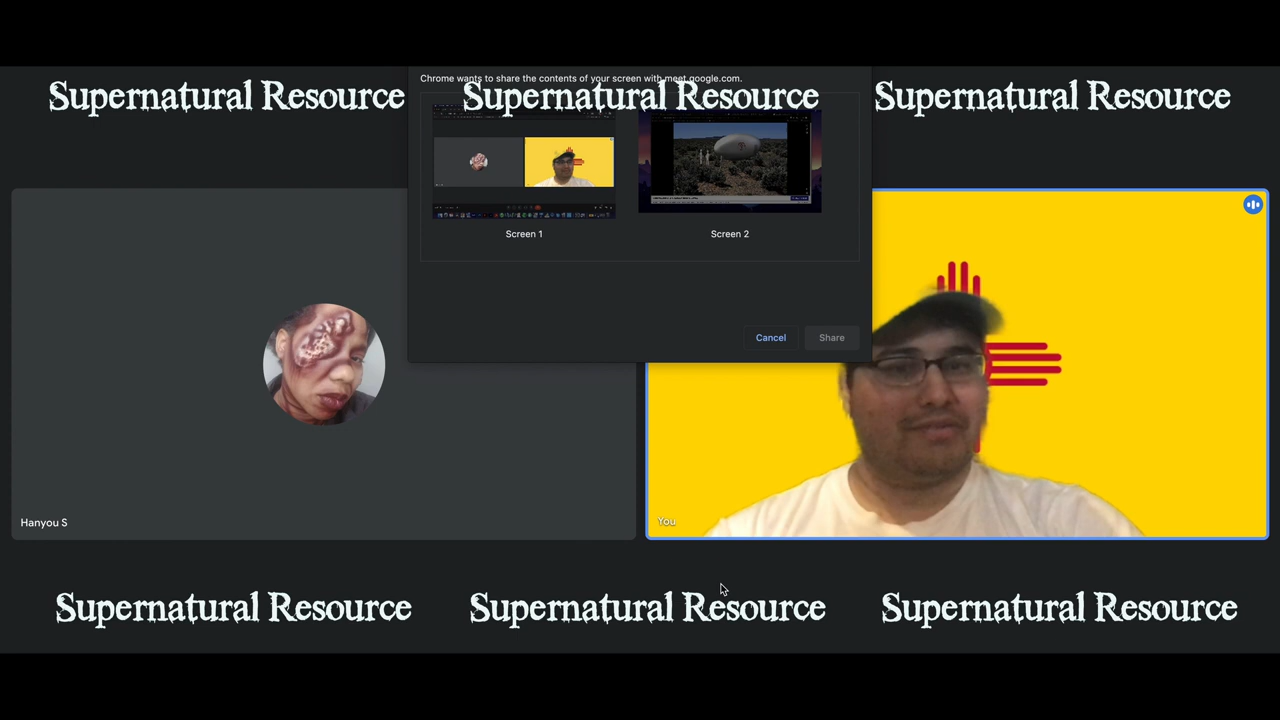 Chrome wants to share the contents of your screen with meet.google.com.
Supernatural Resource
Supernatural Resource
Supernatural Resource
Screen 1
Screen 2
Cancel
Share
Hanyou S
You
Supernatural Resource
Supernatural Resource
Supernatural Resource